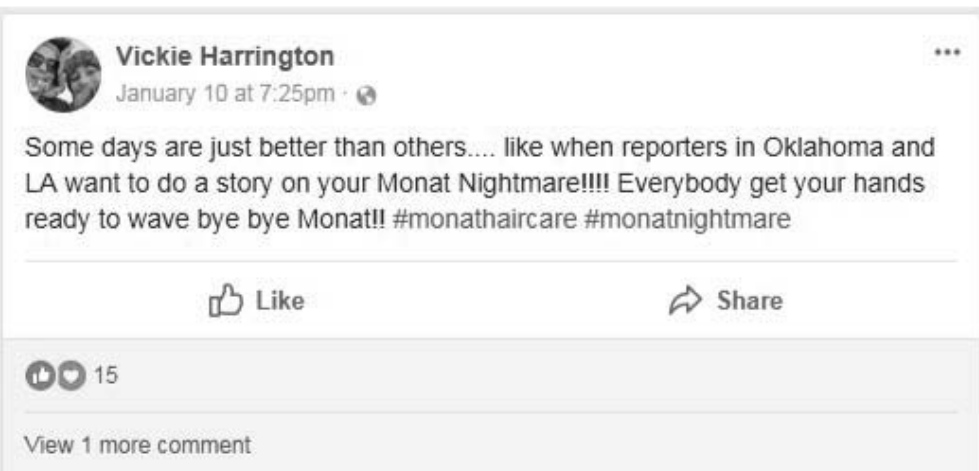 Vickie Harrington
January 10 at 7:25pm ·
Some days are just better than others.... like when reporters in Oklahoma and
LA want to do a story on your Monat Nightmare!!!! Everybody get your hands
ready to wave bye bye Monat!! #monathaircare #monatnightmare
Like
Share
15
View 1 more comment